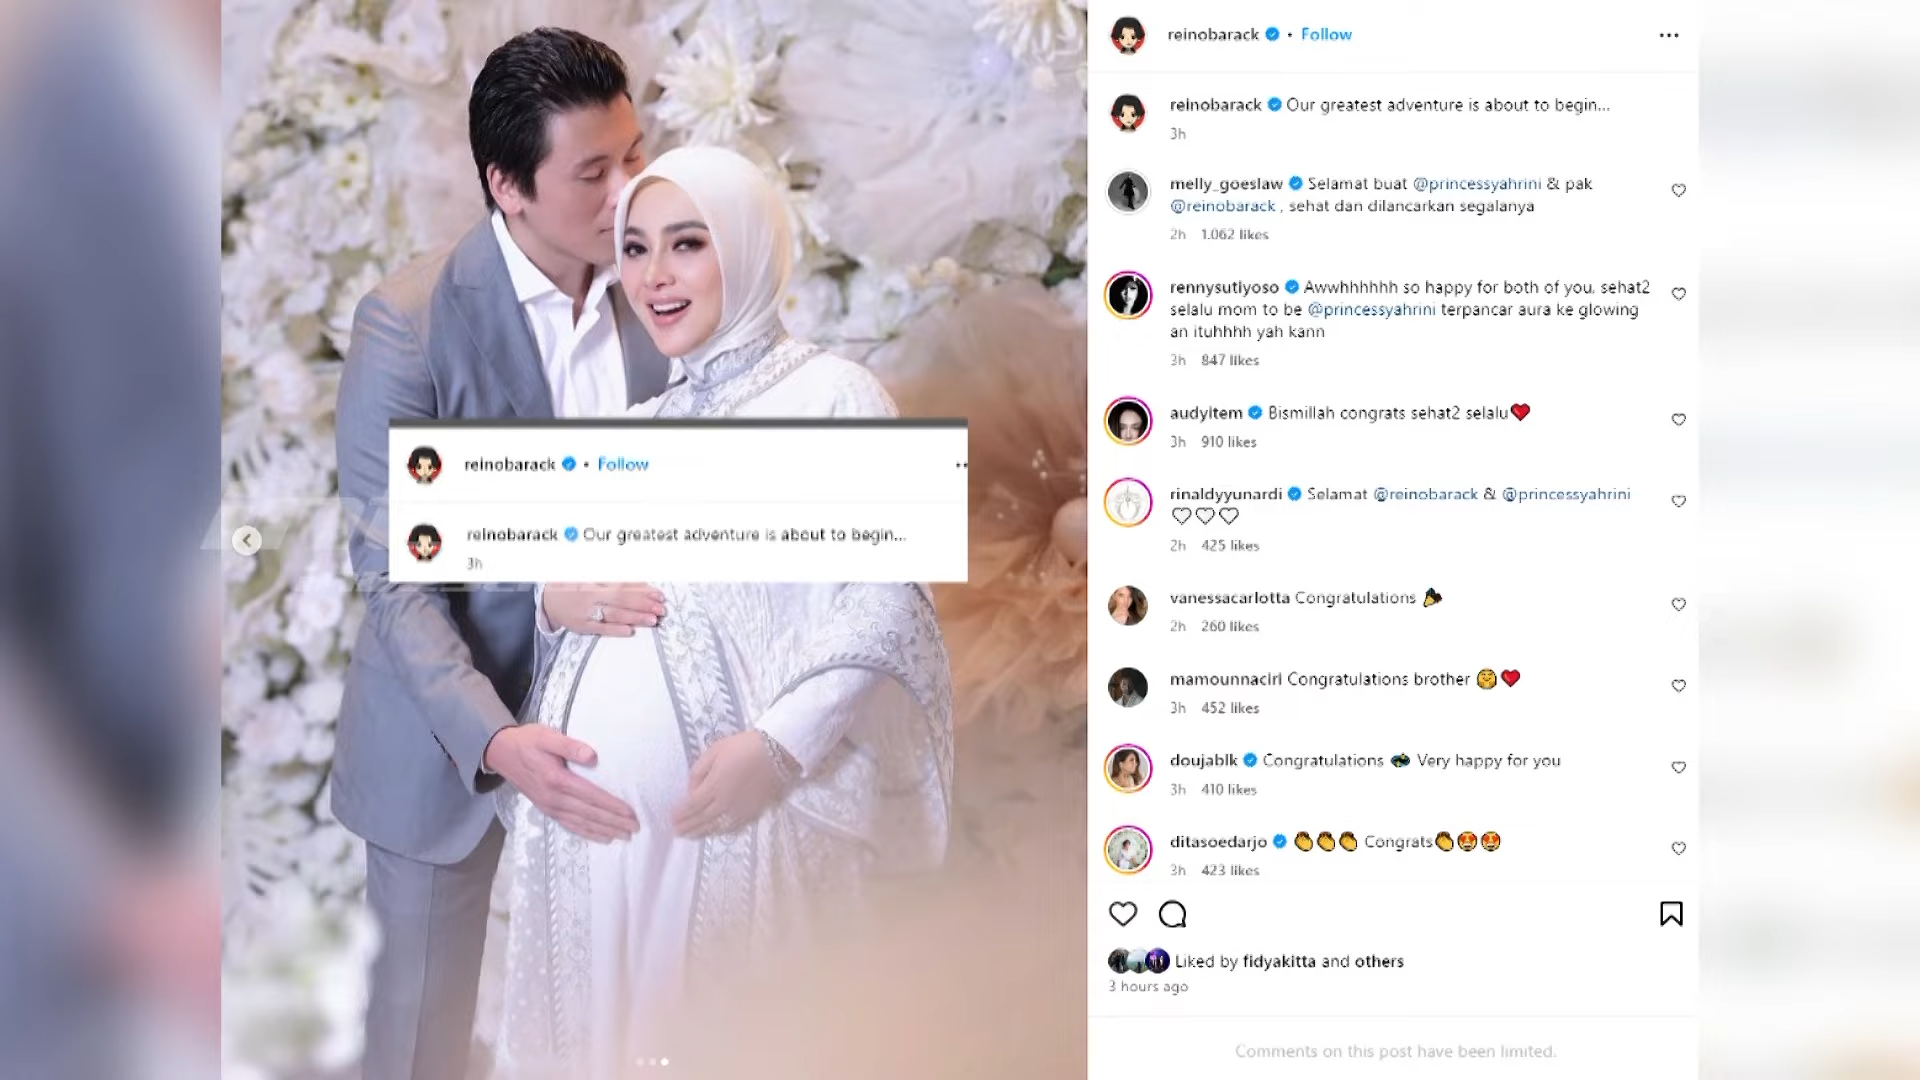 reinobarack • Follow
reinobarack Our greatest adventure is about to begin...
3h
reinobarack • Follow
reinobarack Our greatest adventure is about to begin...
3h
melly_goeslaw Selamat buat @princessyahrini & pak
@reinobarack , sehat dan dilancarkan segalanya
2h 1.062 likes
rennysutiyoso Awwhhhhhh so happy for both of you, sehat2
selalu mom to be @princessyahrini terpancar aura ke glowing
an ituhhhh yah kann
3h 847 likes
audyitem Bismillah congrats sehat2 selalu❤️
3h 910 likes
rinaldyyunardi Selamat @reinobarack & @princessyahrini
🤍🤍🤍
2h 425 likes
vanessacarlotta Congratulations 🎉
2h 260 likes
mamounnaciri Congratulations brother 🤗❤️
3h 452 likes
doujablk Congratulations Very happy for you
3h 410 likes
ditasoedarjo 👏👏👏 Congrats👏😍😍
3h 423 likes
Liked by fidyakitta and others
3 hours ago
Comments on this post have been limited.